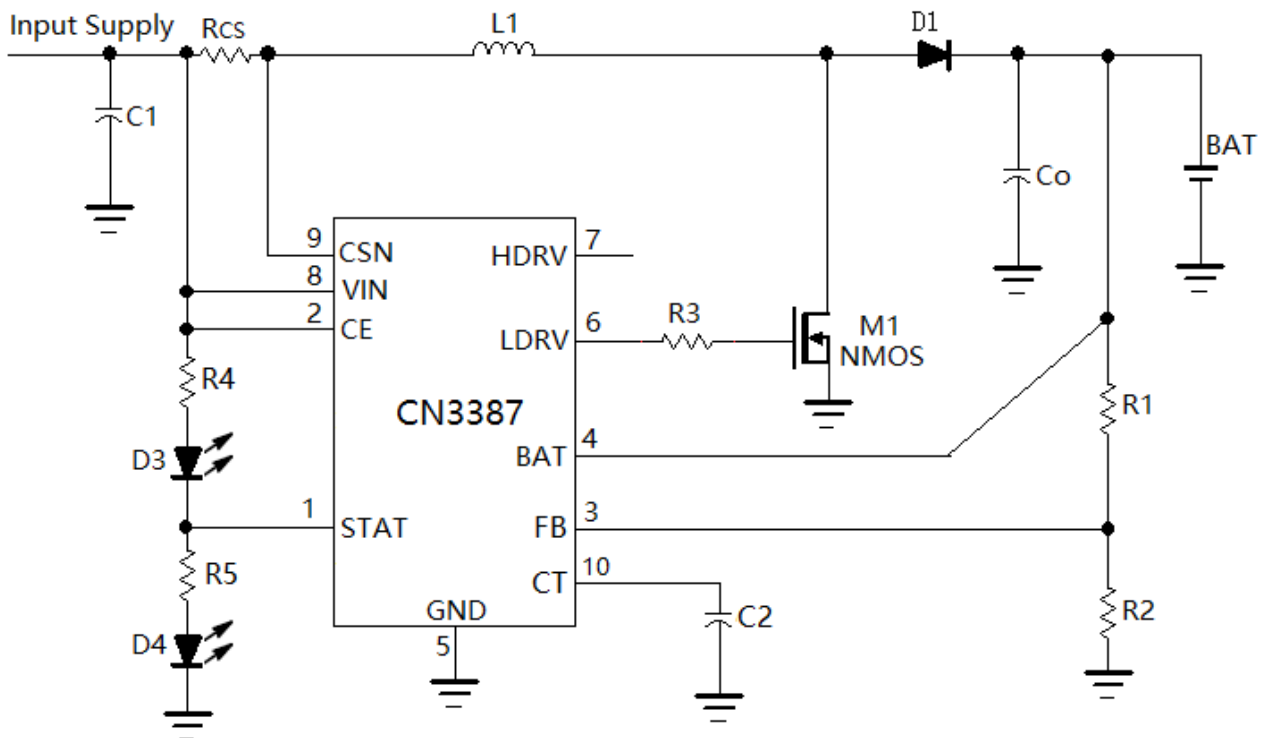 Input Supply
RCS
L1
D1
C1
Co
BAT
9
CSN
8
VIN
2
CE
HDRV
7
LDRV
6
R3
M1
NMOS
R4
CN3387
R1
D3
BAT
4
1
STAT
FB
3
R5
CT
10
C2
R2
GND
5
D4